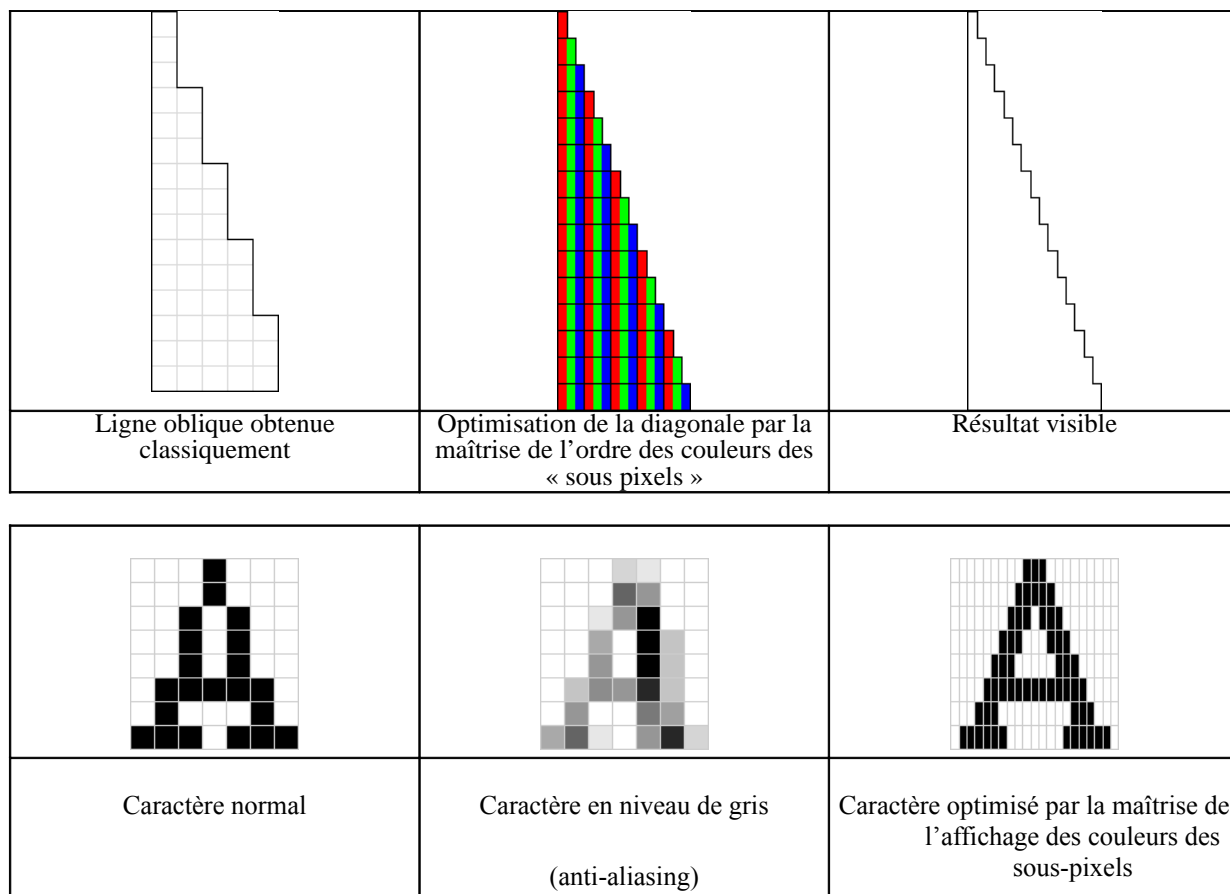 Ligne oblique obtenue
classiquement
Optimisation de la diagonale par la
maîtrise de l’ordre des couleurs des
« sous pixels »
Résultat visible
Caractère normal
Caractère en niveau de gris
(anti-aliasing)
Caractère optimisé par la maîtrise de
l’affichage des couleurs des
sous-pixels